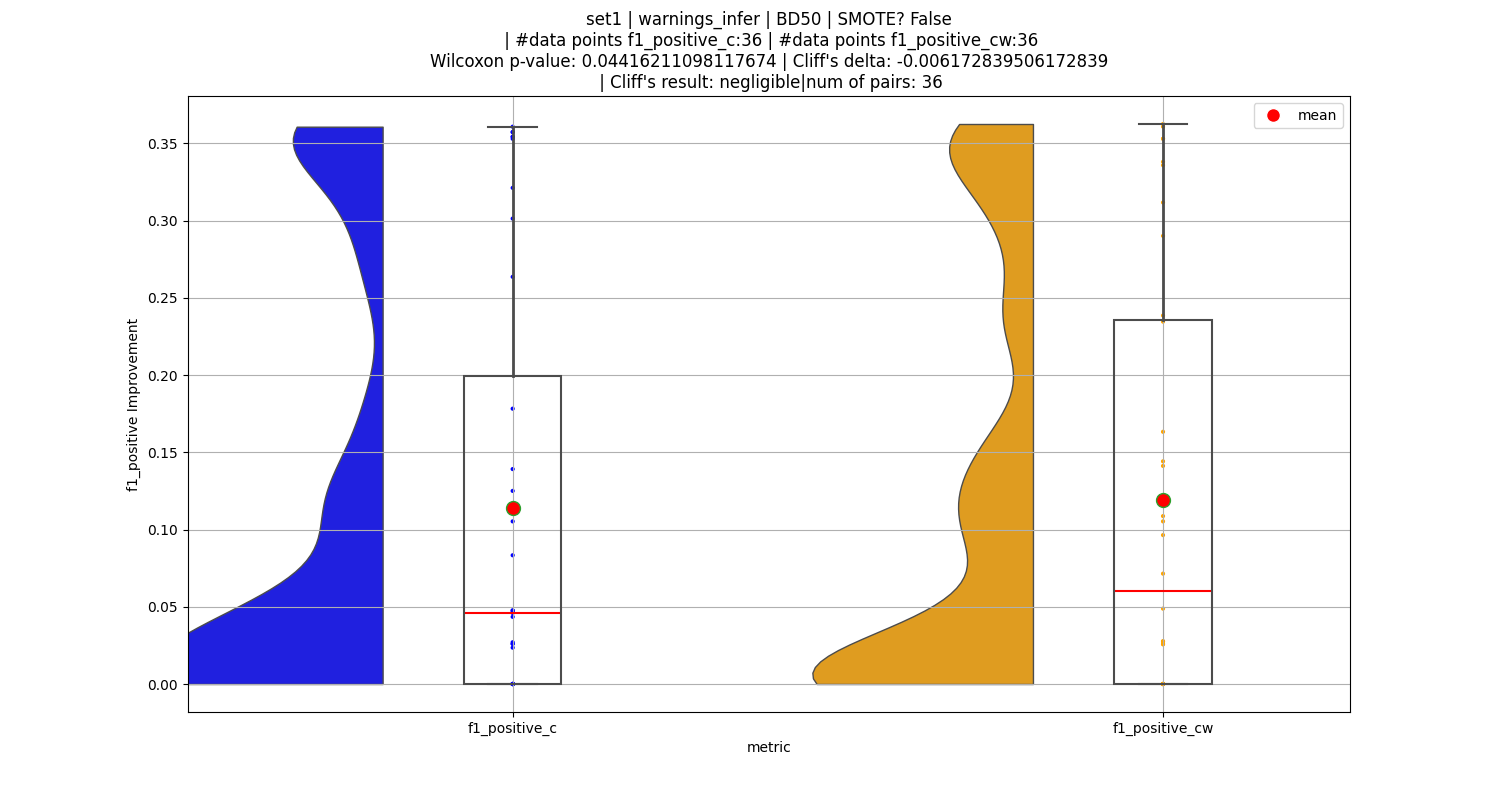 set1 | warnings_infer | BD50 | SMOTE? False
| #data points f1_positive_c:36 | #data points f1_positive_cw:36
Wilcoxon p-value: 0.04416211098117674 | Cliff's delta: -0.006172839506172839
| Cliff's result: negligible|num of pairs: 36
mean
0.35
0.30
0.25
0.20
0.15
0.10
0.05
0.00
f1_positive Improvement
f1_positive_c
f1_positive_cw
metric